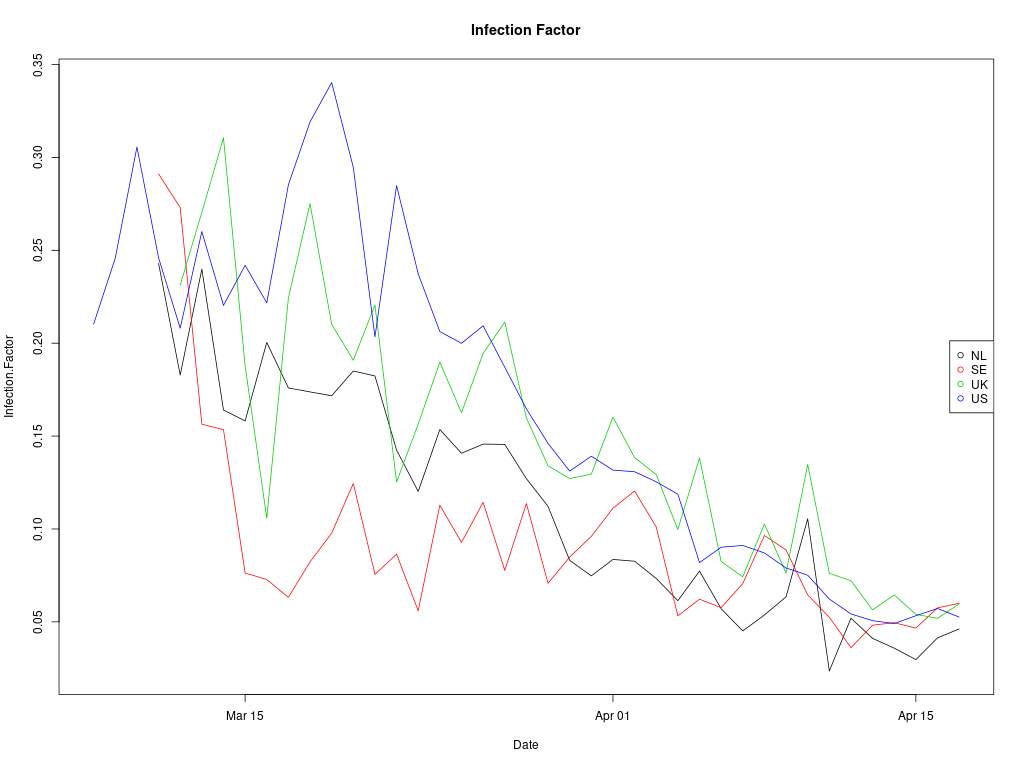 Infection Factor
Infection.Factor
0.35
0.30
0.25
0.20
0.15
0.10
0.05
NL
SE
UK
US
Mar 15
Apr 01
Apr 15
Date